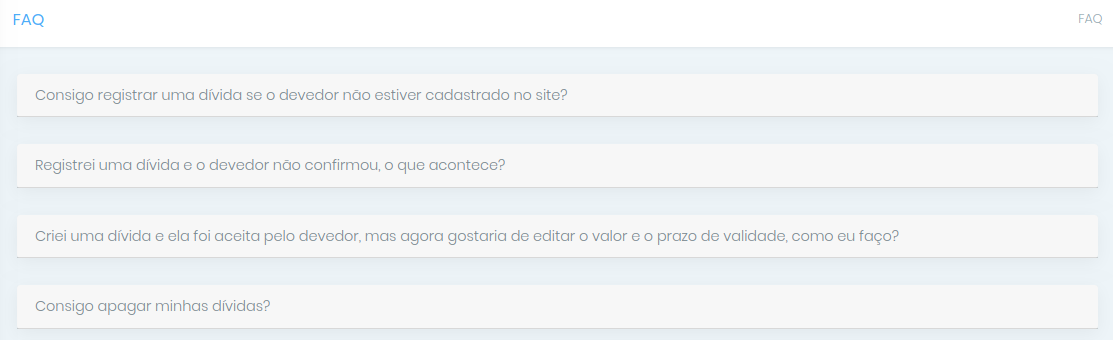 FAQ
FAQ
Consigo registrar uma dívida se o devedor não estiver cadastrado no site?
Registrei uma dívida e o devedor não confirmou, o que acontece?
Criei uma dívida e ela foi aceita pelo devedor, mas agora gostaria de editar o valor e o prazo de validade, como eu faço?
Consigo apagar minhas dívidas?